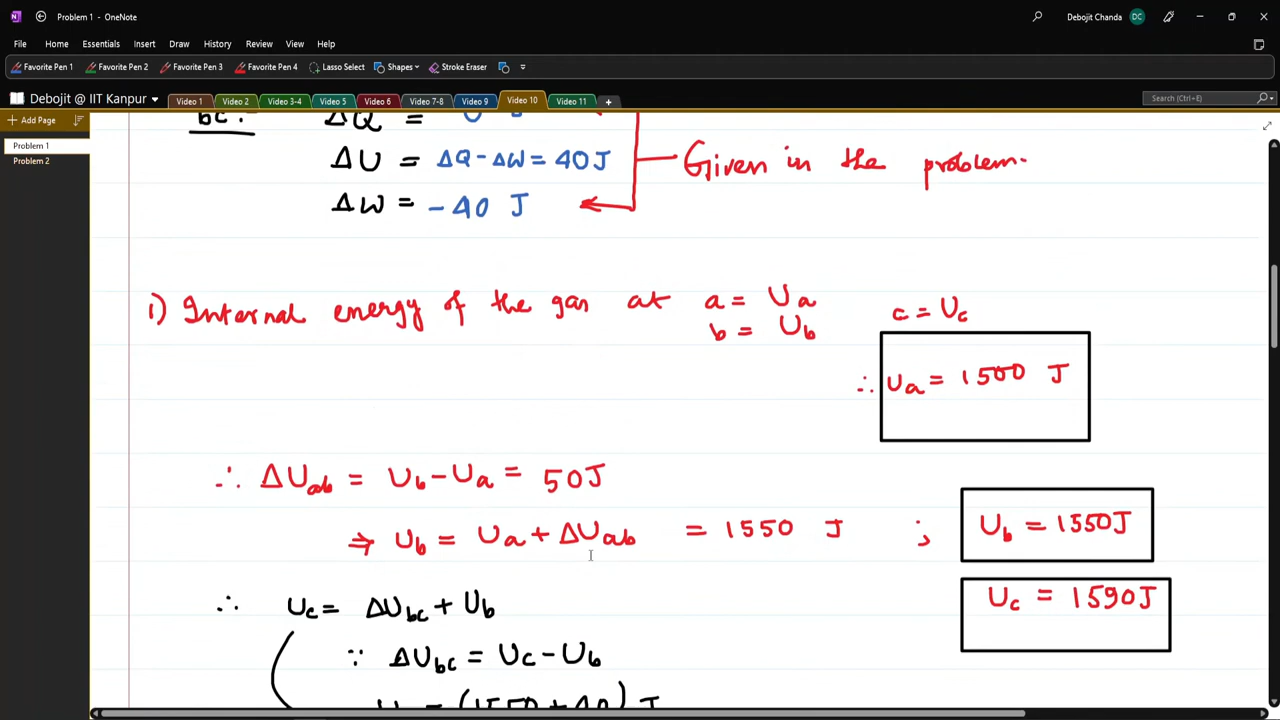 Problem 1 - OneNote
Debojit Chanda DC
File Home Essentials Insert Draw History Review View Help
Favorite Pen 1 Favorite Pen 2 Favorite Pen 3 Favorite Pen 4 Lasso Select Shapes Stroke Eraser
Debojit @ IIT Kanpur Video 1 Video 2 Video 3-4 Video 5 Video 6 Video 7-8 Video 9 Video 10 Video 11 + Search (Ctrl+E)
+ Add Page
Problem 1
Problem 2
bc:- ΔQ =
ΔU = ΔQ - ΔW = 40J
Given in the problem.
ΔW = - 40 J
1) Internal energy of the gas at a = Ua
b = Ub
c = Uc
∴ Ua = 1500 J
∴ ΔUab = Ub - Ua = 50J
⇒ Ub = Ua + ΔUab = 1550 J ; Ub = 1550J
Uc = 1590J
∴ Uc = ΔUbc + Ub
∵ ΔUbc = Uc - Ub
= (1550 + 40) J